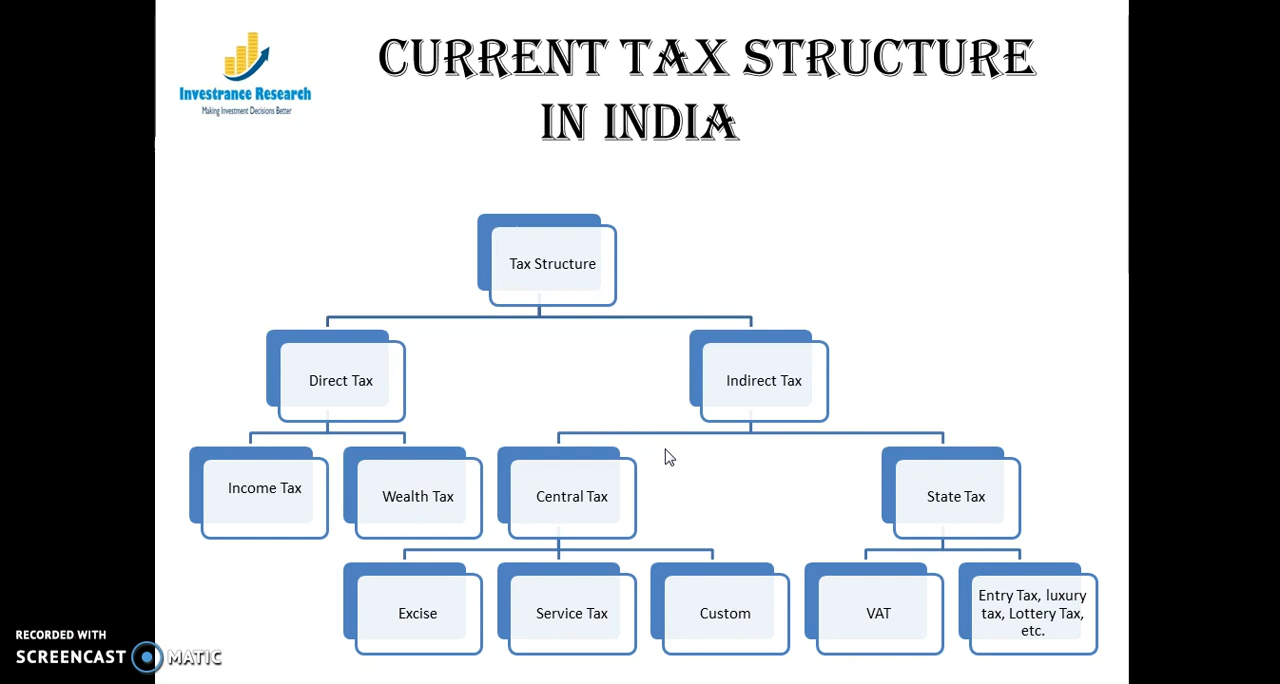 Investrance Research
Making Investment Decisions Better
CURRENT TAX STRUCTURE
IN INDIA
Tax Structure
Direct Tax
Indirect Tax
Income Tax
Wealth Tax
Central Tax
State Tax
Excise
Service Tax
Custom
VAT
Entry Tax, luxury
tax, Lottery Tax,
etc.
RECORDED WITH
SCREENCAST MATIC